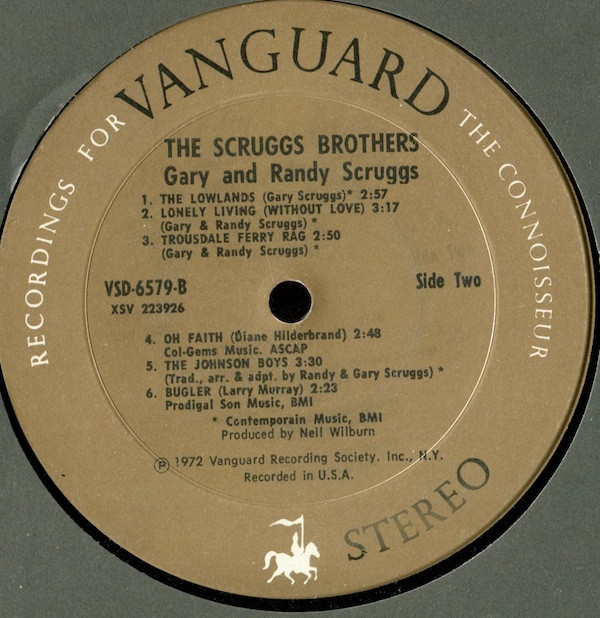 RECORDINGS FOR VANGUARD THE CONNOISSEUR
THE SCRUGGS BROTHERS
Gary and Randy Scruggs
1. THE LOWLANDS (Gary Scruggs)* 2:57
2. LONELY LIVING (WITHOUT LOVE) 3:17
(Gary & Randy Scruggs) *
3. TROUSDALE FERRY RAG 2:50
(Gary & Randy Scruggs) *
VSD-6579-B
XSV 223926
Side Two
4. OH FAITH (Diane Hilderbrand) 2:48
Col-Gems Music. ASCAP
5. THE JOHNSON BOYS 3:30
(Trad., arr. & adpt. by Randy & Gary Scruggs) *
6. BUGLER (Larry Murray) 2:23
Prodigal Son Music, BMI
* Contemporain Music, BMI
Produced by Neil Wilburn
℗ 1972 Vanguard Recording Society. Inc., N.Y.
Recorded in U.S.A.
STEREO